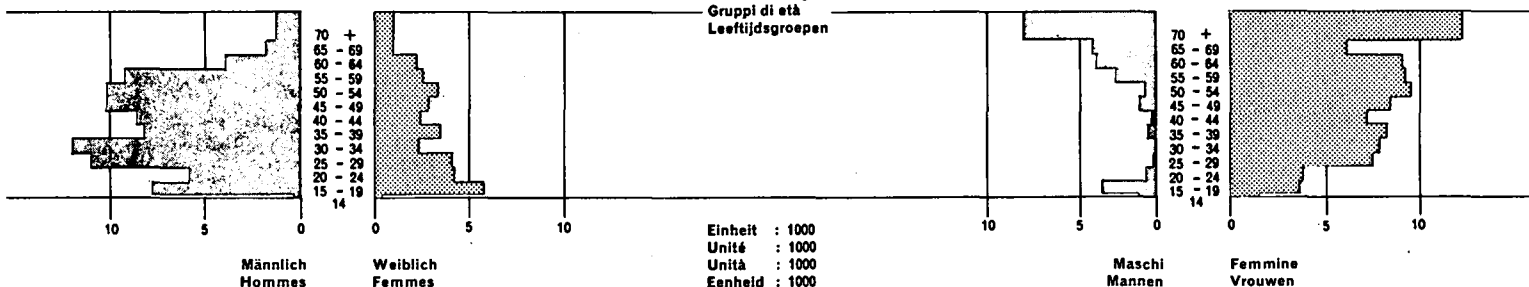 Gruppi di età
Leeftijdsgroepen
70 +
65 - 69
60 - 64
55 - 59
50 - 54
45 - 49
40 - 44
35 - 39
30 - 34
25 - 29
20 - 24
15 - 19
14
70 +
65 - 69
60 - 64
55 - 59
50 - 54
45 - 49
40 - 44
35 - 39
30 - 34
25 - 29
20 - 24
15 - 19
14
10 5 0 0 5 10 10 5 0 0 5 10
Einheit : 1000
Unité : 1000
Unità : 1000
Eenheid : 1000
Männlich Weiblich Maschi Femmine
Hommes Femmes Mannen Vrouwen